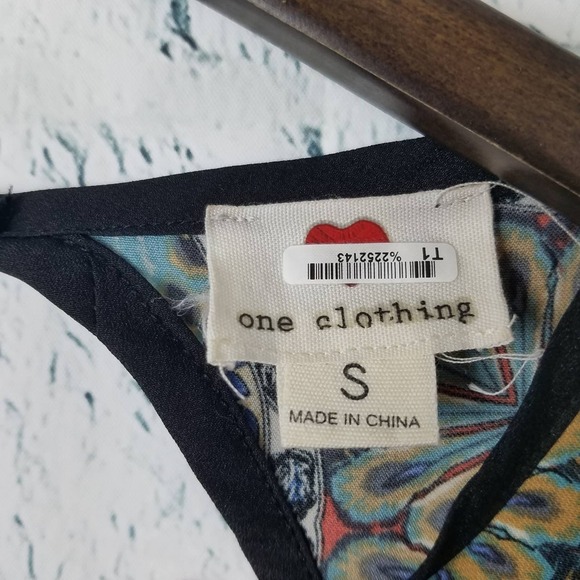 T1
%2252143
one clothing
S
MADE IN CHINA